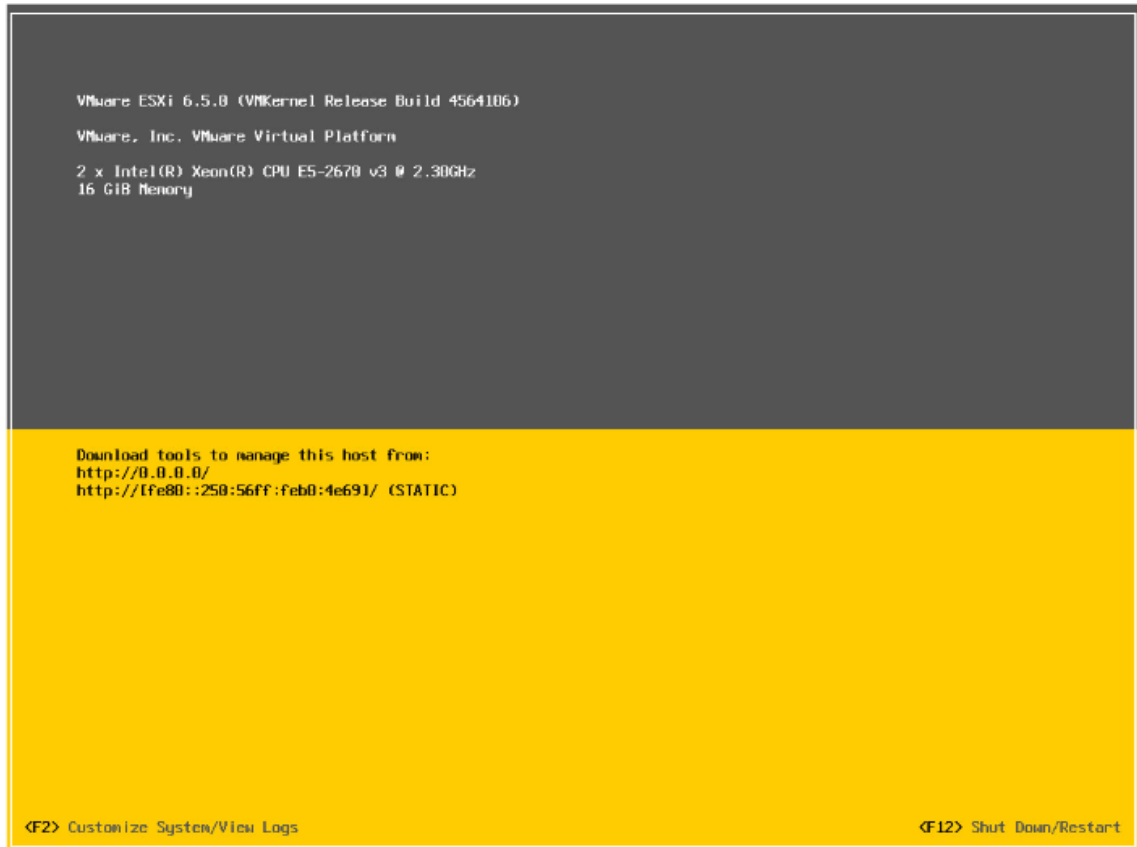 VMware ESXi 6.5.0 (VMKernel Release Build 4564106)
VMware, Inc. VMware Virtual Platform
2 x Intel(R) Xeon(R) CPU E5-2670 v3 @ 2.30GHz
16 GiB Memory
Download tools to manage this host from:
http://0.0.0.0/
http://[fe80::250:56ff:feb0:4e69]/ (STATIC)
<F2> Customize System/View Logs
<F12> Shut Down/Restart